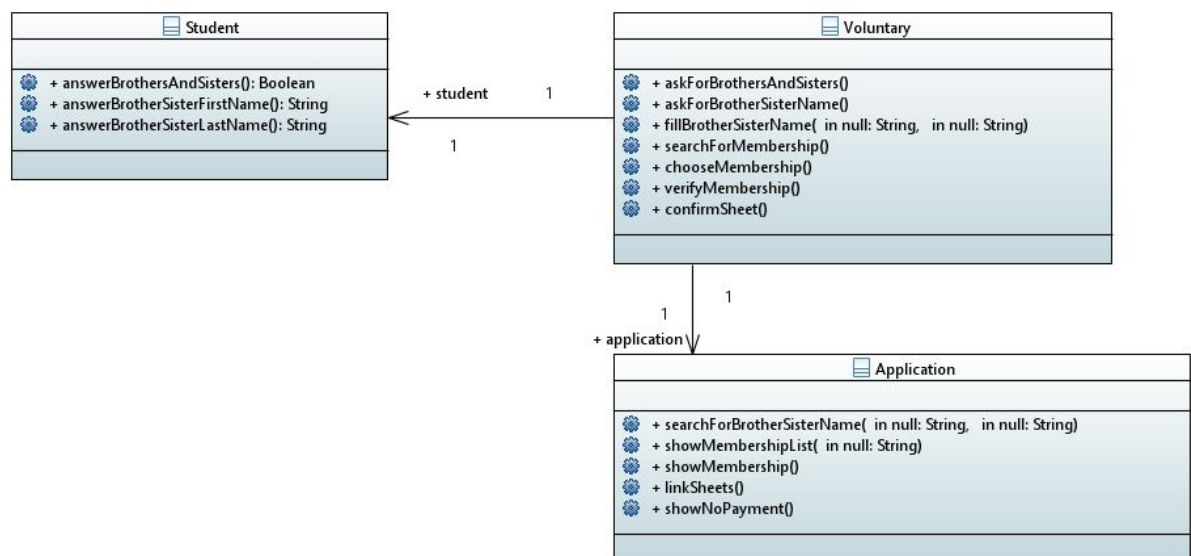 Student
+ answerBrothersAndSisters(): Boolean
+ answerBrotherSisterFirstName(): String
+ answerBrotherSisterLastName(): String
+ student
1
1
Voluntary
+ askForBrothersAndSisters()
+ askForBrotherSisterName()
+ fillBrotherSisterName( in null: String, in null: String)
+ searchForMembership()
+ chooseMembership()
+ verifyMembership()
+ confirmSheet()
1
1
+ application
Application
+ searchForBrotherSisterName( in null: String, in null: String)
+ showMembershipList( in null: String)
+ showMembership()
+ linkSheets()
+ showNoPayment()